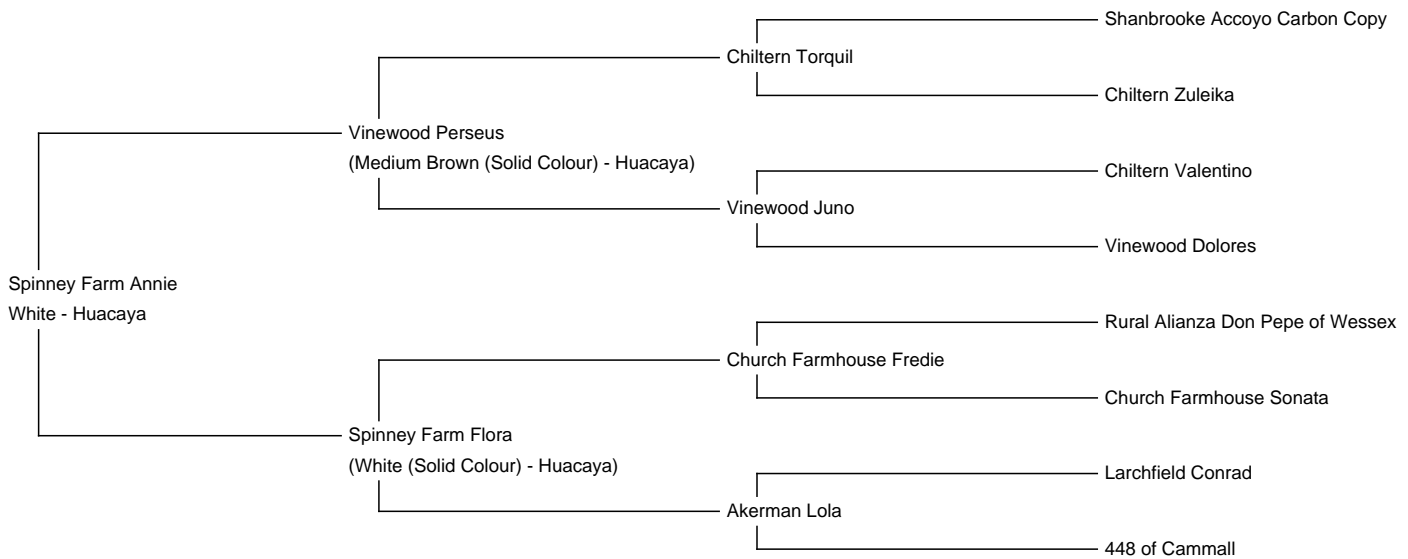 Shanbrooke Accoyo Carbon Copy
Chiltern Torquil
Chiltern Zuleika
Vinewood Perseus
(Medium Brown (Solid Colour) - Huacaya)
Chiltern Valentino
Vinewood Juno
Vinewood Dolores
Spinney Farm Annie
White - Huacaya
Rural Alianza Don Pepe of Wessex
Church Farmhouse Fredie
Church Farmhouse Sonata
Spinney Farm Flora
(White (Solid Colour) - Huacaya)
Larchfield Conrad
Akerman Lola
448 of Cammall